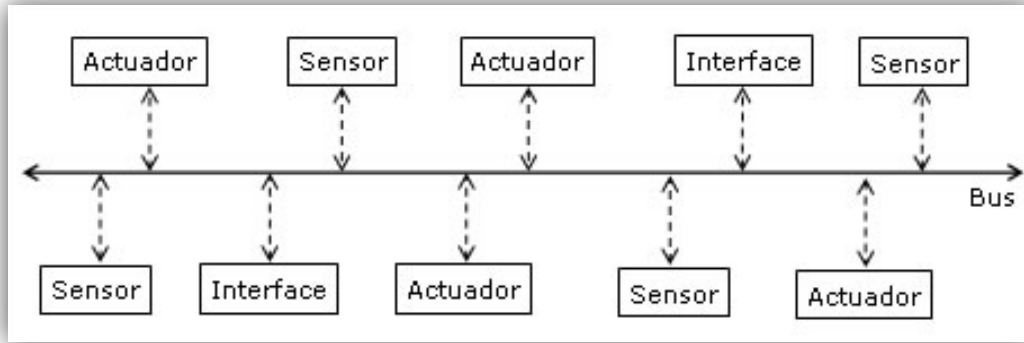 Actuador
Sensor
Actuador
Interface
Sensor
Bus
Sensor
Interface
Actuador
Sensor
Actuador